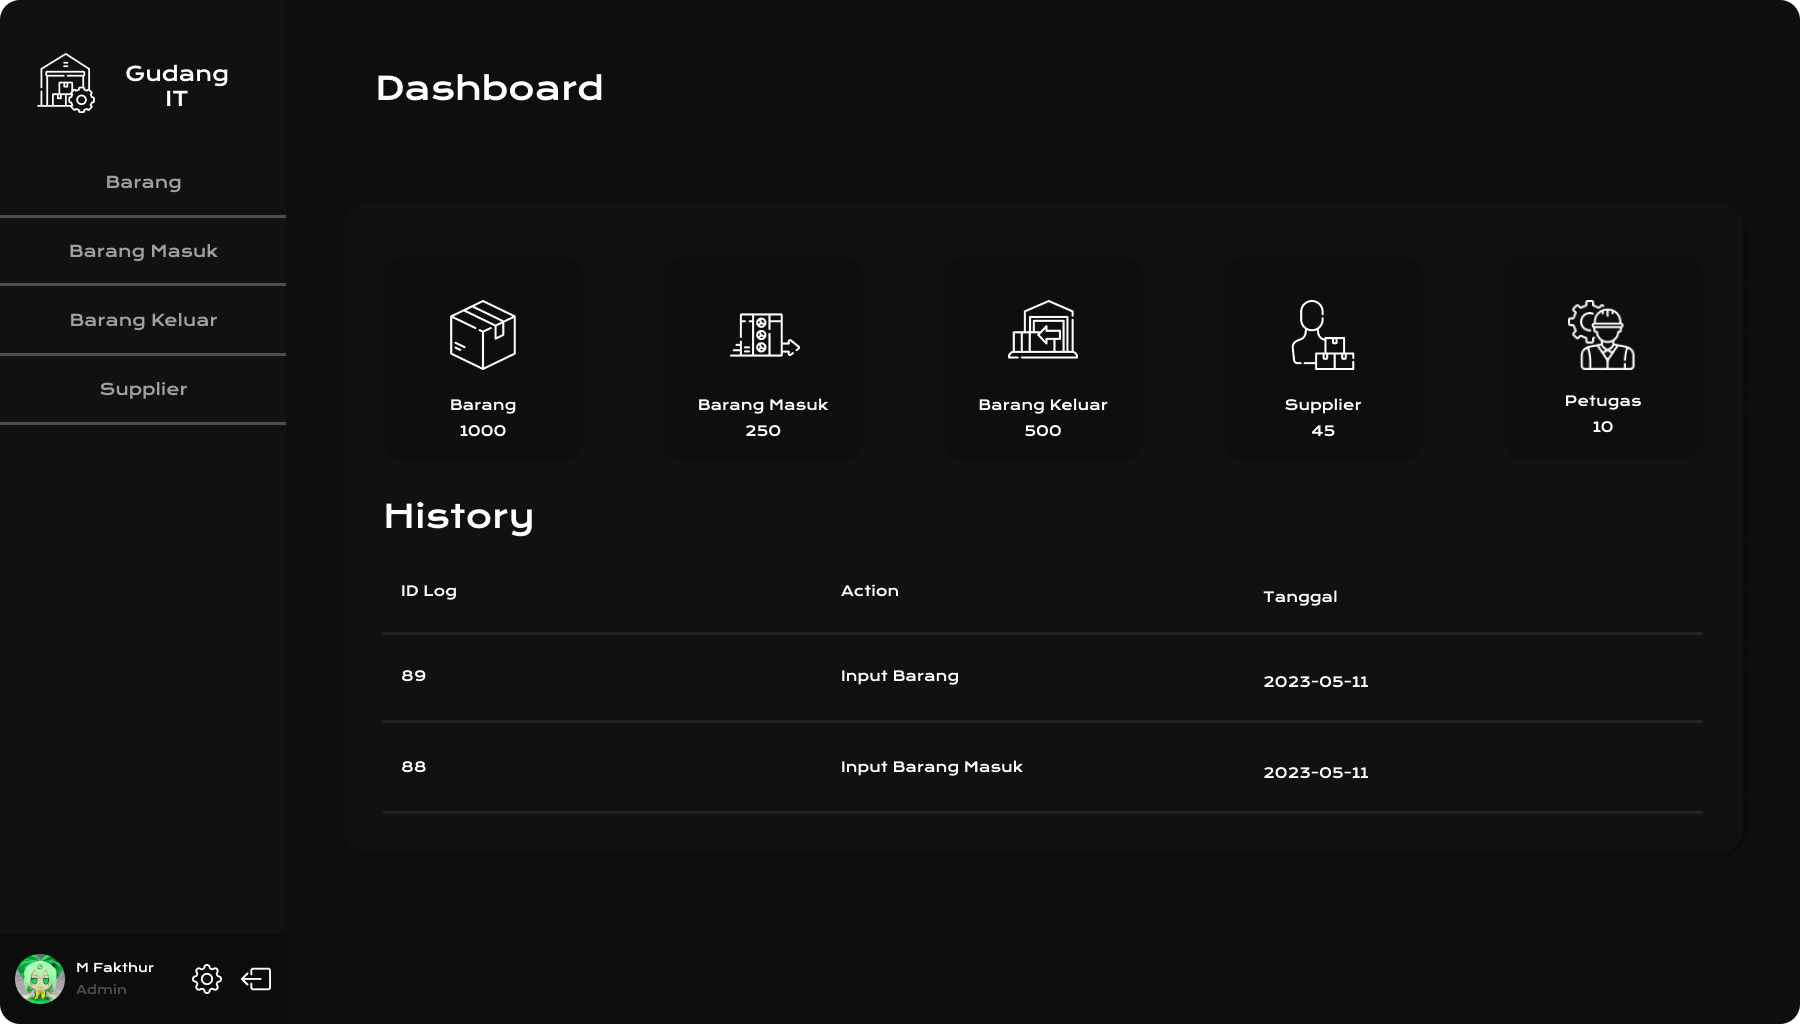 Gudang
IT
Barang
Barang Masuk
Barang Keluar
Supplier
M Fakthur
Admin
Dashboard
Barang
1000
Barang Masuk
250
Barang Keluar
500
Supplier
45
Petugas
10
History
ID Log
Action
Tanggal
89
Input Barang
2023-05-11
88
Input Barang Masuk
2023-05-11